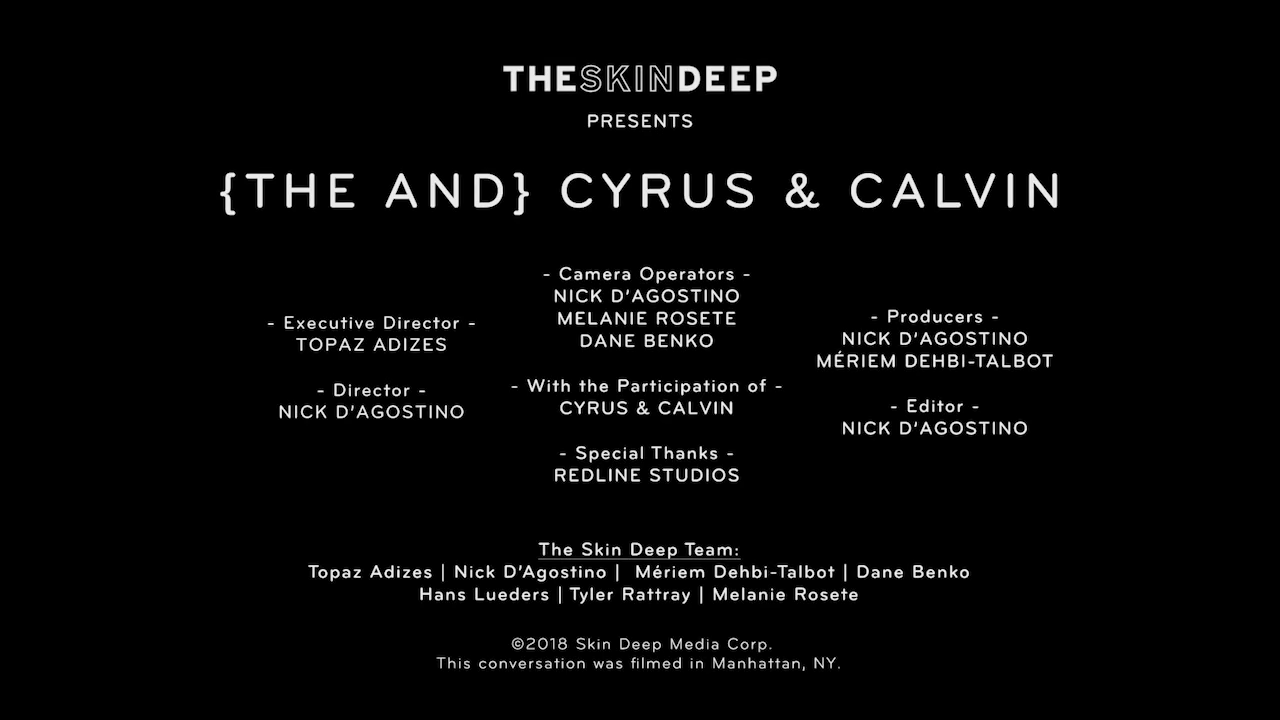 THESKINDEEP
PRESENTS
{THE AND} CYRUS & CALVIN
- Executive Director -
TOPAZ ADIZES
- Director -
NICK D'AGOSTINO
- Camera Operators -
NICK D'AGOSTINO
MELANIE ROSETE
DANE BENKO
- With the Participation of -
CYRUS & CALVIN
- Special Thanks -
REDLINE STUDIOS
- Producers -
NICK D'AGOSTINO
MÉRIEM DEHBI-TALBOT
- Editor -
NICK D'AGOSTINO
The Skin Deep Team:
Topaz Adizes | Nick D'Agostino | Mériem Dehbi-Talbot | Dane Benko
Hans Lueders | Tyler Rattray | Melanie Rosete
©2018 Skin Deep Media Corp.
This conversation was filmed in Manhattan, NY.